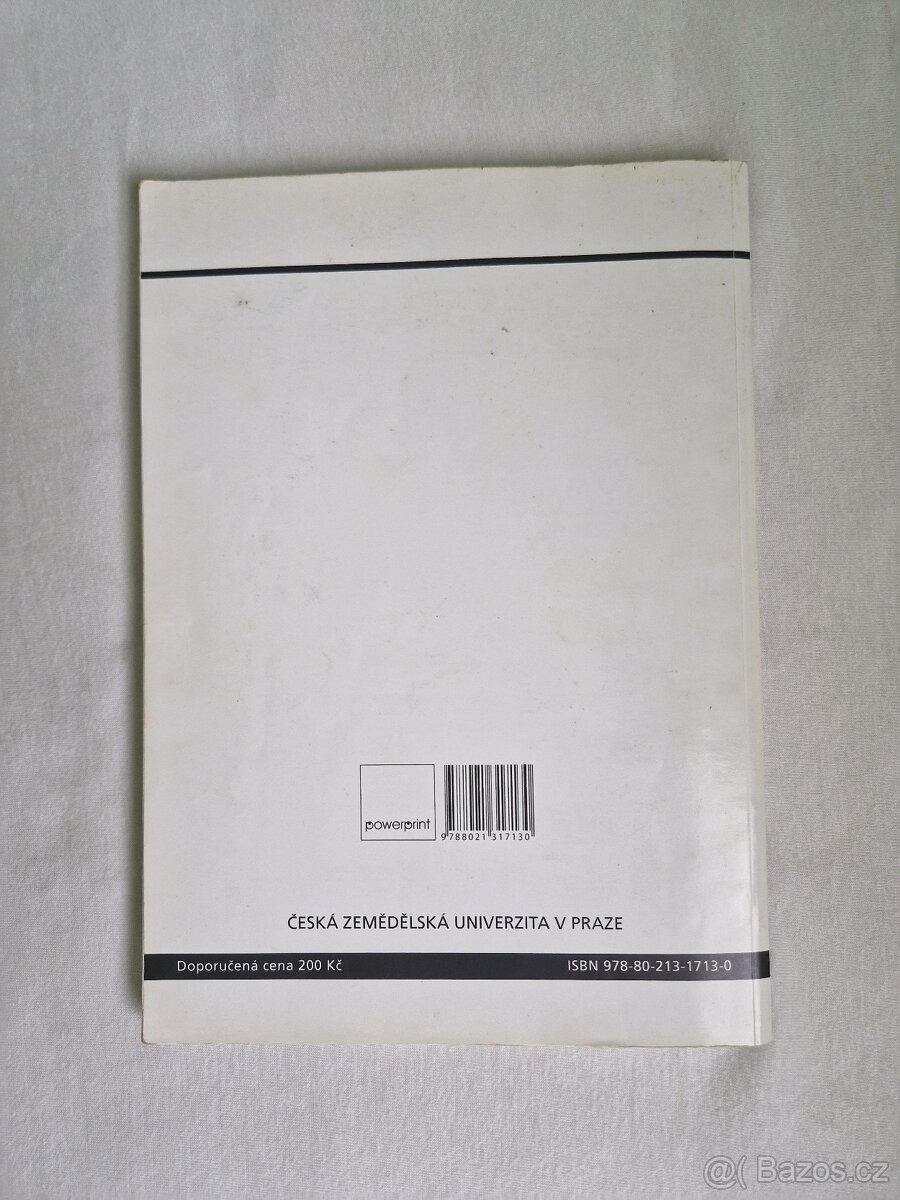 powerprint
9 788021 317130
ČESKÁ ZEMĚDĚLSKÁ UNIVERZITA V PRAZE
Doporučená cena 200 Kč
ISBN 978-80-213-1713-0
@( Bazos.cz